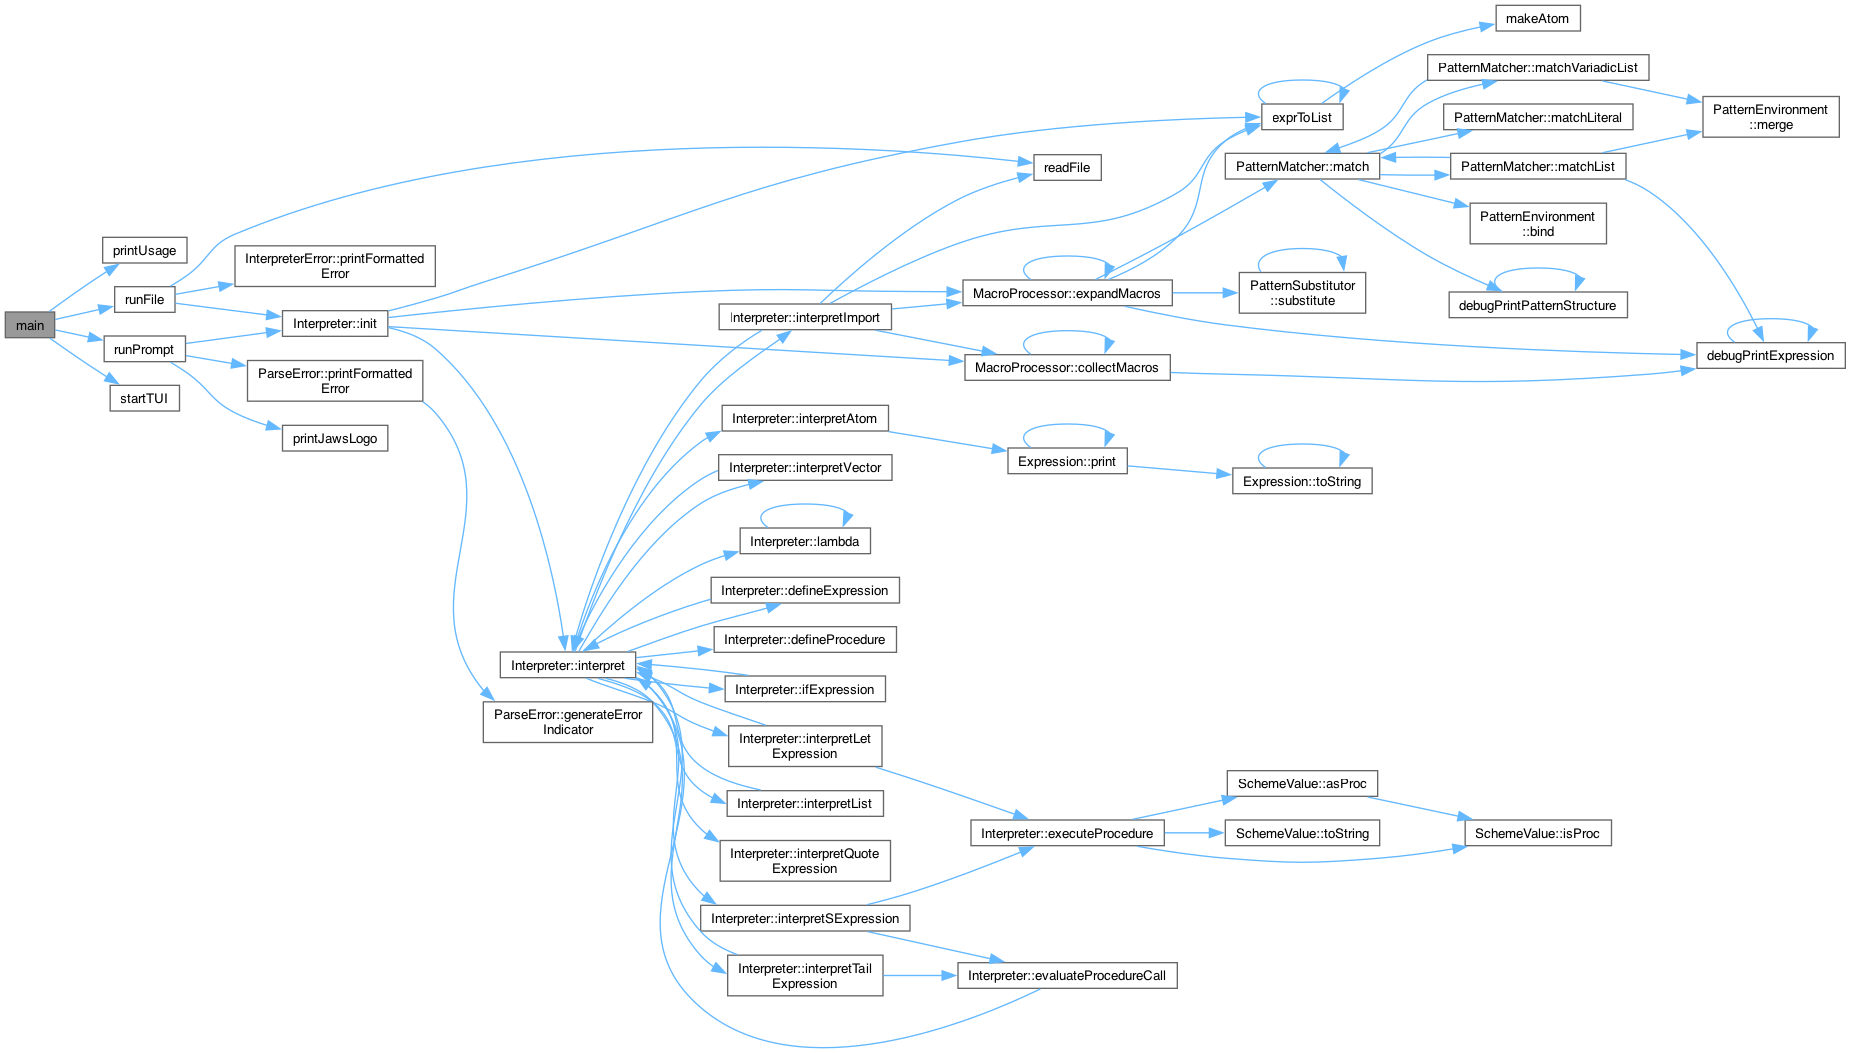 main
printUsage
runFile
runPrompt
startTUI
InterpreterError::printFormatted
Error
Interpreter::init
ParseError::printFormatted
Error
printJawsLogo
Interpreter::interpret
ParseError::generateError
Indicator
Interpreter::interpretImport
Interpreter::interpretAtom
Interpreter::interpretVector
Interpreter::lambda
Interpreter::defineExpression
Interpreter::defineProcedure
Interpreter::ifExpression
Interpreter::interpretLet
Expression
Interpreter::interpretList
Interpreter::interpretQuote
Expression
Interpreter::interpretSExpression
Interpreter::interpretTail
Expression
readFile
MacroProcessor::expandMacros
MacroProcessor::collectMacros
Expression::print
Interpreter::executeProcedure
Interpreter::evaluateProcedureCall
exprToList
PatternMatcher::match
PatternSubstitutor
::substitute
Expression::toString
SchemeValue::asProc
SchemeValue::toString
makeAtom
PatternMatcher::matchVariadicList
PatternMatcher::matchLiteral
PatternMatcher::matchList
PatternEnvironment
::bind
debugPrintPatternStructure
SchemeValue::isProc
PatternEnvironment
::merge
debugPrintExpression